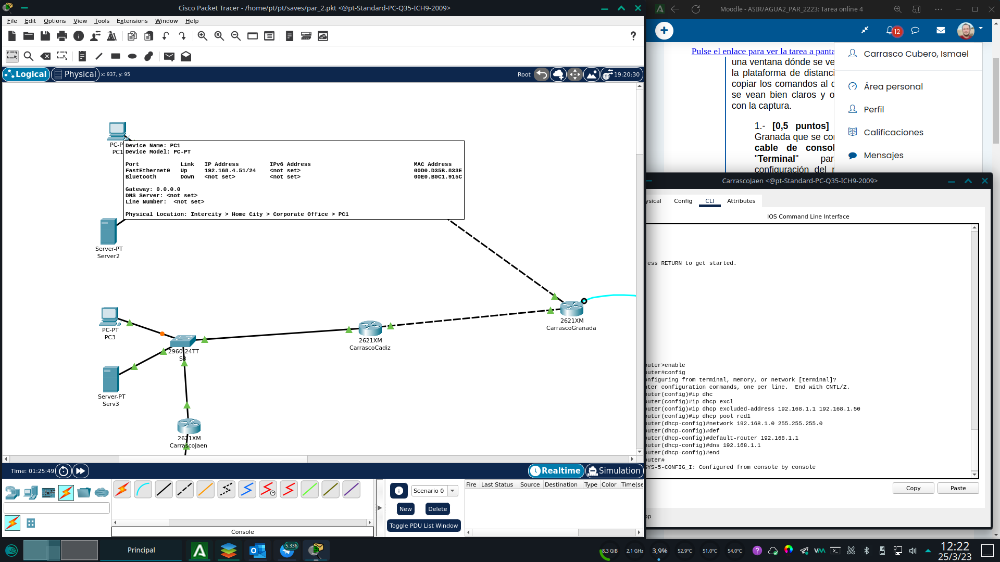 Cisco Packet Tracer - /home/pt/pt/saves/par_2.pkt <@pt-Standard-PC-Q35-ICH9-2009>
File Edit Options View Tools Extensions Window Help
Logical Physical x: 937, y: 95
Root 19:20:30
PC-PT
PC1
Device Name: PC1
Device Model: PC-PT
Port Link IP Address IPv6 Address MAC Address
FastEthernet0 Up 192.168.4.51/24 <not set> 00D0.D35B.833E
Bluetooth Down <not set> <not set> 00E0.B0C1.915C
Gateway: 0.0.0.0
DNS Server: <not set>
Line Number: <not set>
Physical Location: Intercity > Home City > Corporate Office > PC1
Server-PT
Server2
PC-PT
PC3
2960-24TT
S3
Server-PT
Serv3
2621XM
CarrascoJaen
2621XM
CarrascoCadiz
2621XM
CarrascoGranada
Time: 01:25:49
Realtime Simulation
Scenario 0
New Delete
Toggle PDU List Window
Fire Last Status Source Destination Type Color Time(se
Console
Moodle - ASIR/AGUA2_PAR_2223: Tarea online 4
12
Pulse el enlace para ver la tarea a panta
una ventana dónde se ve
la plataforma de distanci
copiar los comandos al d
se vean bien claros y o
con la captura.
1.- [0,5 puntos]
Granada que se co
cable de consol
"Terminal" par
configuración del r
Carrasco Cubero, Ismael
Área personal
Perfil
Calificaciones
Mensajes
CarrascoJaen <@pt-Standard-PC-Q35-ICH9-2009>
ysical Config CLI Attributes
IOS Command Line Interface
ress RETURN to get started.
outer>enable
outer#config
onfiguring from terminal, memory, or network [terminal]?
nter configuration commands, one per line. End with CNTL/Z.
outer(config)#ip dhc
outer(config)#ip dhcp excl
outer(config)#ip dhcp excluded-address 192.168.1.1 192.168.1.50
outer(config)#ip dhcp pool red1
outer(dhcp-config)#network 192.168.1.0 255.255.255.0
outer(dhcp-config)#def
outer(dhcp-config)#default-router 192.168.1.1
outer(dhcp-config)#dns 192.168.1.1
outer(dhcp-config)#end
outer#
SYS-5-CONFIG_I: Configured from console by console
Copy Paste
op
Principal
5.336
8,3 GiB 2,1 GHz 3,9% 52,9°C 51,0°C 54,0°C
12:22
25/3/23